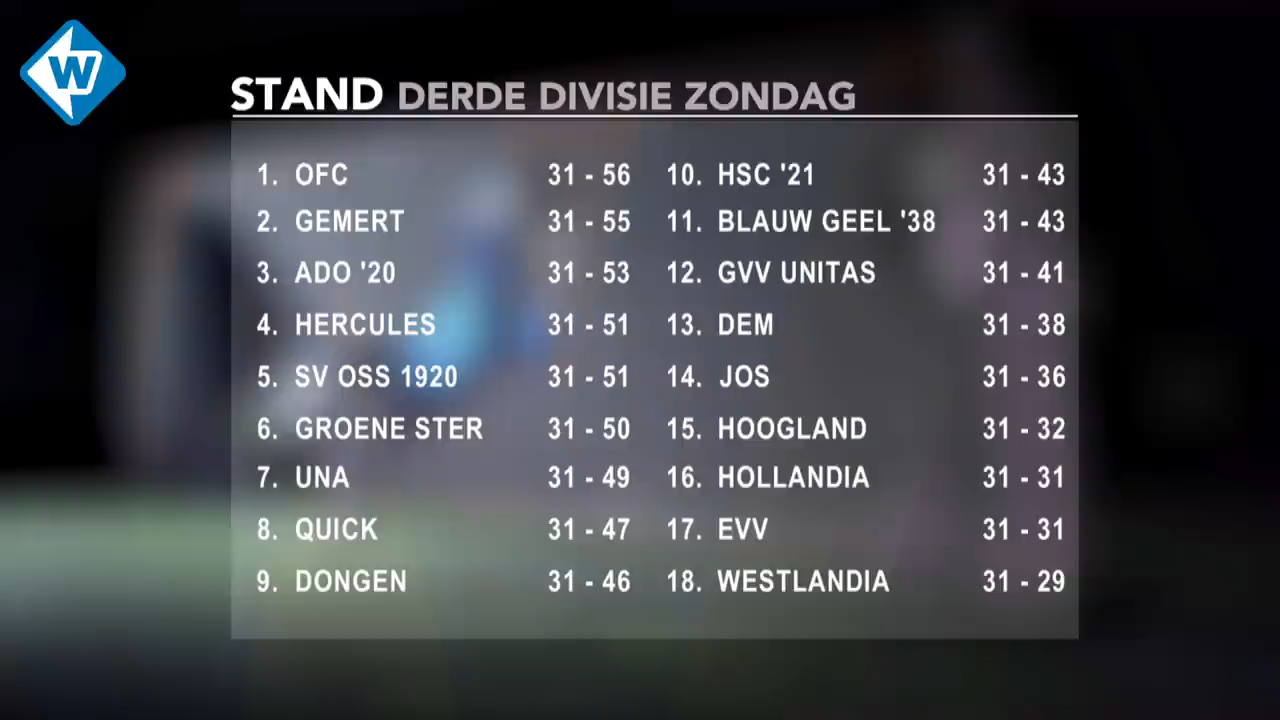 W
STAND DERDE DIVISIE ZONDAG
1. OFC 31 - 56
2. GEMERT 31 - 55
3. ADO '20 31 - 53
4. HERCULES 31 - 51
5. SV OSS 1920 31 - 51
6. GROENE STER 31 - 50
7. UNA 31 - 49
8. QUICK 31 - 47
9. DONGEN 31 - 46
10. HSC '21 31 - 43
11. BLAUW GEEL '38 31 - 43
12. GVV UNITAS 31 - 41
13. DEM 31 - 38
14. JOS 31 - 36
15. HOOGLAND 31 - 32
16. HOLLANDIA 31 - 31
17. EVV 31 - 31
18. WESTLANDIA 31 - 29